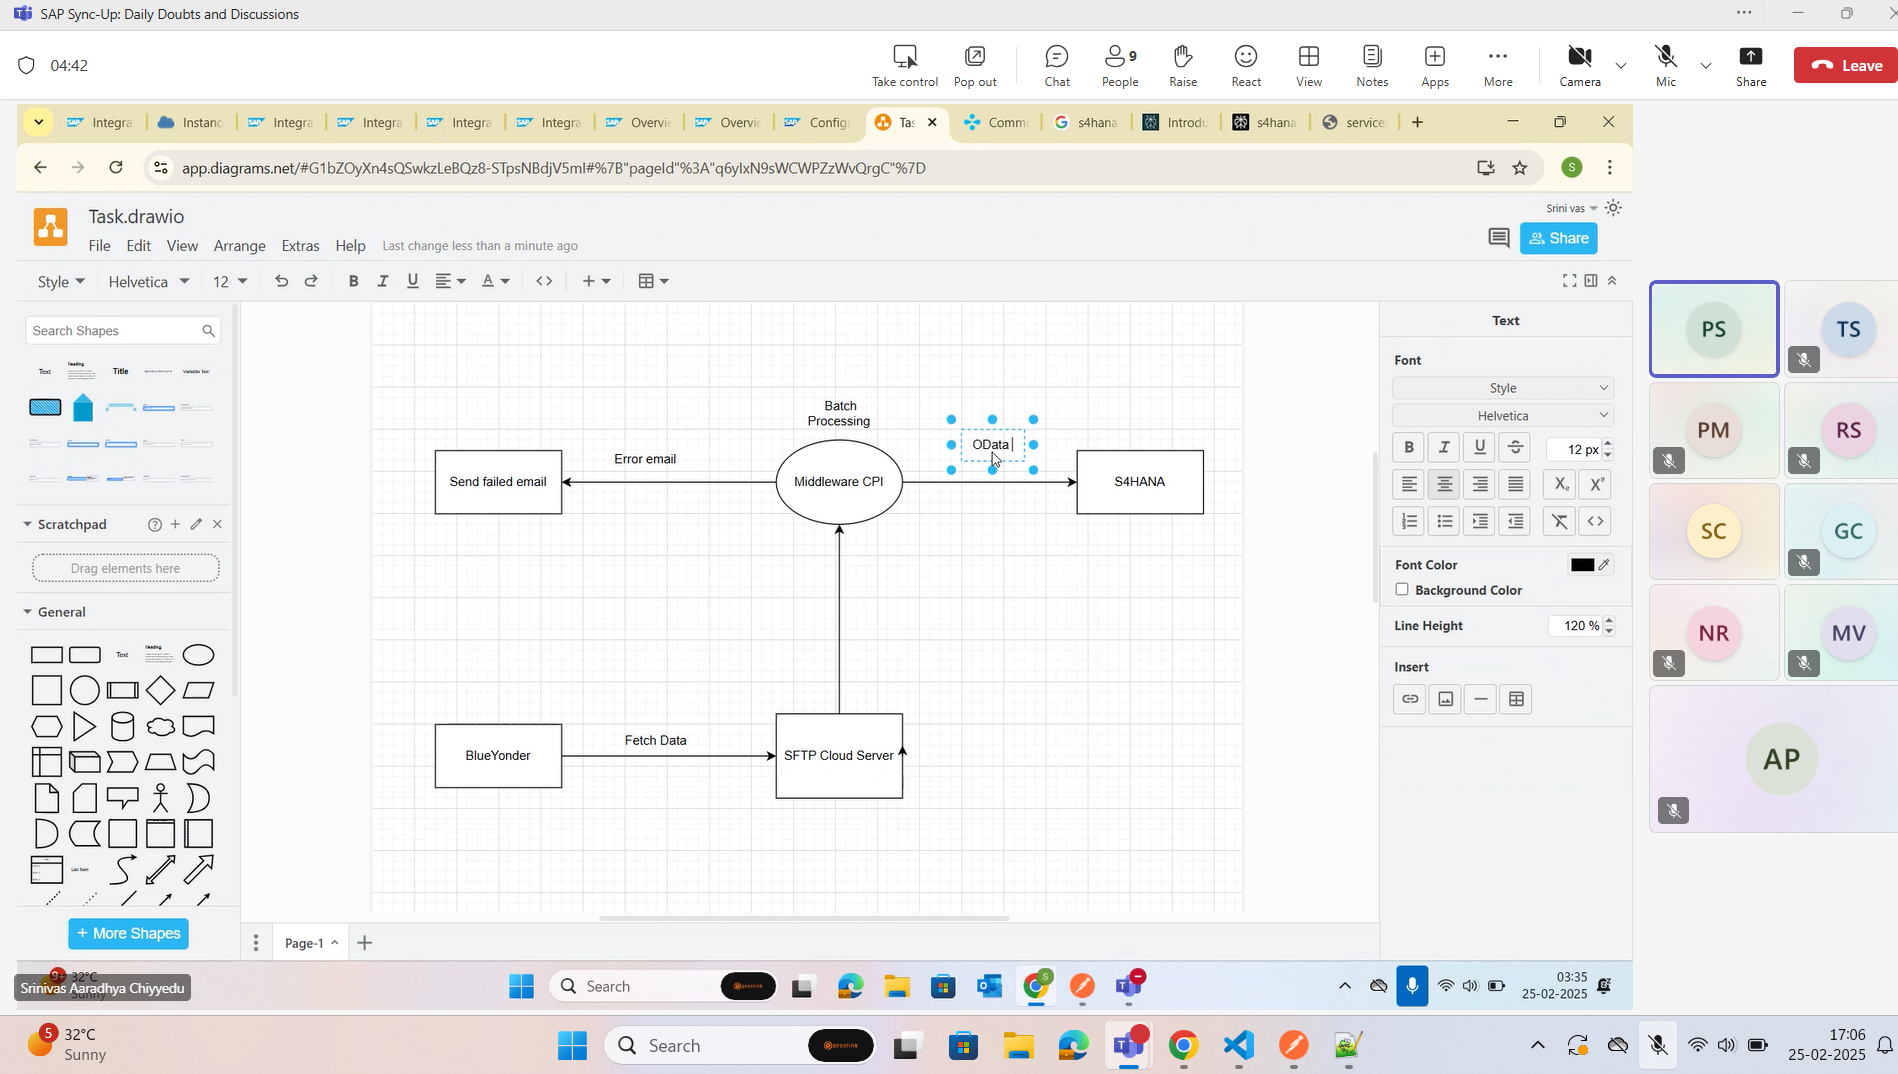 SAP Sync-Up: Daily Doubts and Discussions
04:42
Take control
Pop out
Chat
9
People
Raise
React
View
Notes
Apps
More
Camera
Mic
Share
Leave
Integra
Instanc
Integra
Integra
Integra
Integra
Overvie
Overvie
Configu
Tas
Comm
s4hana
Introdu
s4hana
service
app.diagrams.net/#G1bZOyXn4sQSwkzLeBQz8-STpsNBdjV5ml#%7B"pageId"%3A"q6yIxN9sWCWPZzWvQrgC"%7D
S
Task.drawio
Srini vas
File Edit View Arrange Extras Help Last change less than a minute ago
Share
Style Helvetica 12
B I U A
Search Shapes
Text
Heading
Title
Scratchpad
Drag elements here
General
Text
Heading
List Item
+ More Shapes
Batch
Processing
OData
Error email
Send failed email
Middleware CPI
S4HANA
Fetch Data
BlueYonder
SFTP Cloud Server
Page-1
Text
Font
Style
Helvetica
B I U S
12 px
Font Color
Background Color
Line Height
120 %
Insert
PS
TS
PM
RS
SC
GC
NR
MV
AP
9+
32°C
Sunny
Srinivas Aaradhya Chiyyedu
Search
03:35
25-02-2025
5
32°C
Sunny
Search
17:06
25-02-2025